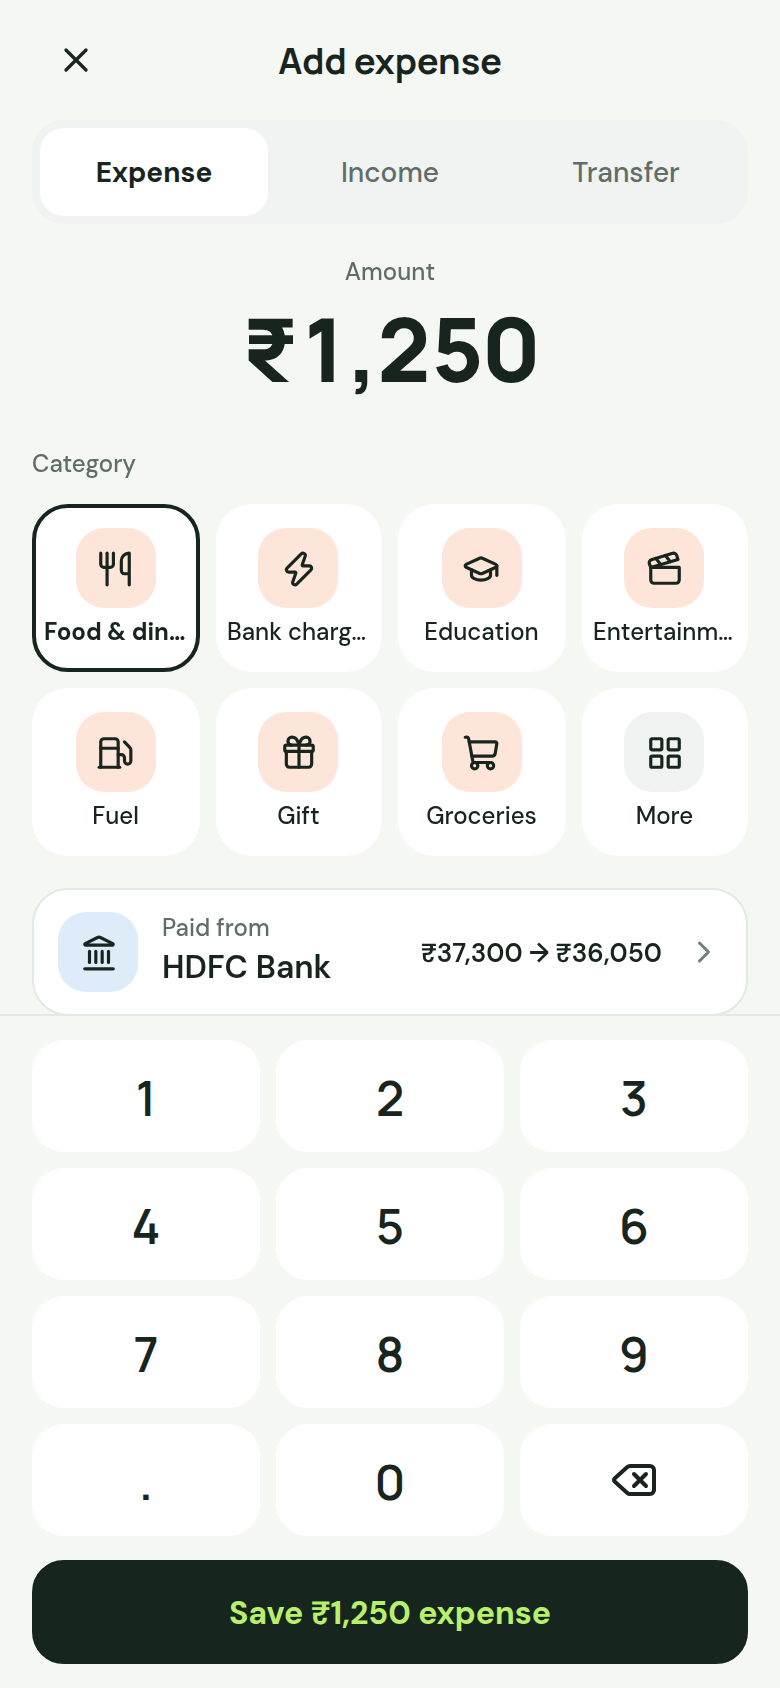 Add expense
Expense Income Transfer
Amount
₹1,250
Category
Food & din... Bank charg... Education Entertainm...
Fuel Gift Groceries More
Paid from
HDFC Bank ₹37,300 → ₹36,050
1 2 3
4 5 6
7 8 9
. 0
Save ₹1,250 expense